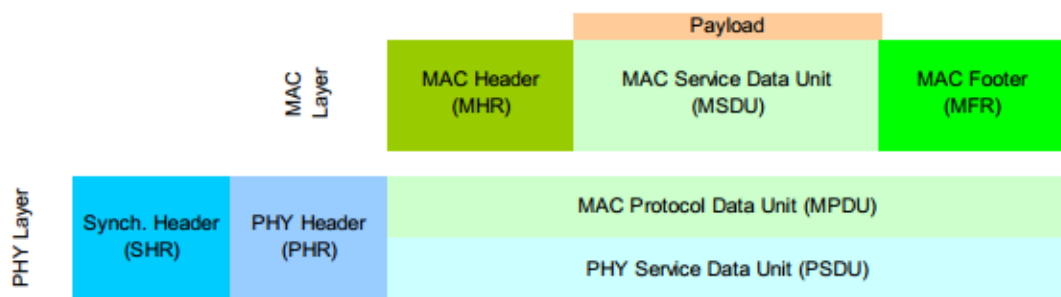 Payload
MAC
Layer
MAC Header
(MHR)
MAC Service Data Unit
(MSDU)
MAC Footer
(MFR)
PHY Layer
Synch. Header
(SHR)
PHY Header
(PHR)
MAC Protocol Data Unit (MPDU)
PHY Service Data Unit (PSDU)